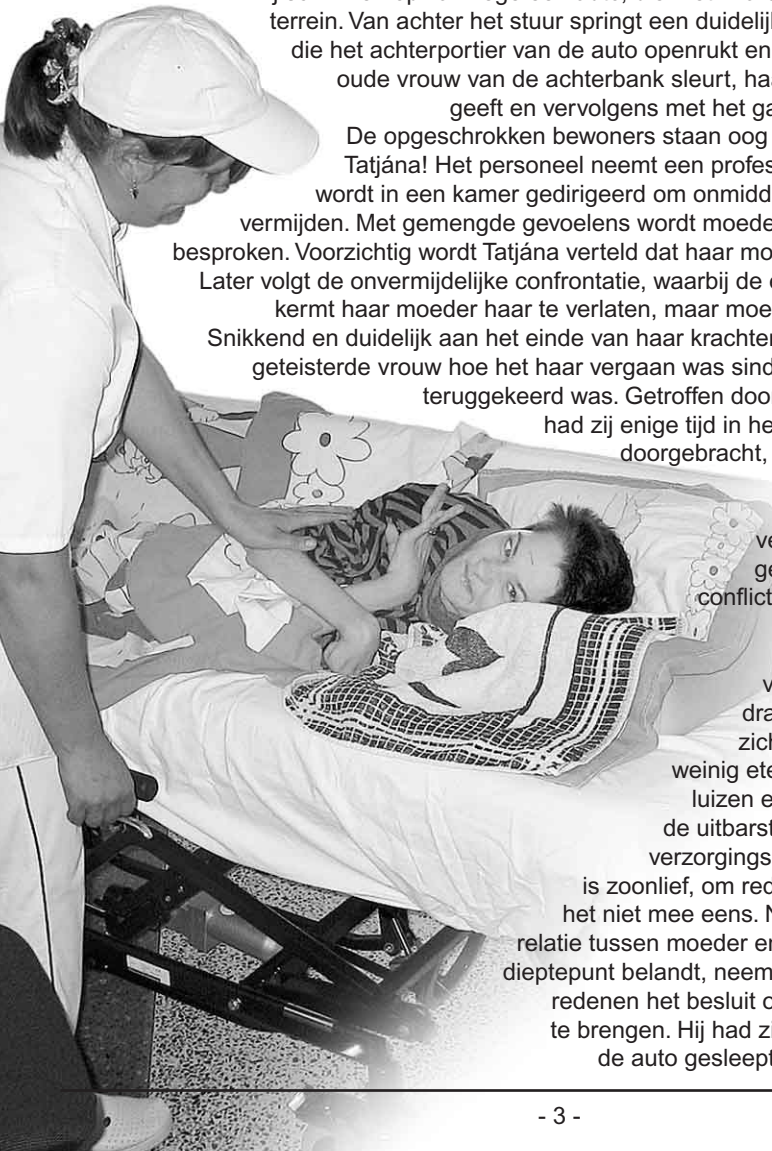 terrein. Van achter het stuur springt een duidelijk
die het achterportier van de auto openrukt en
oude vrouw van de achterbank sleurt, haa
geeft en vervolgens met het ga
De opgeschrokken bewoners staan oog
Tatjána! Het personeel neemt een profes
wordt in een kamer gedirigeerd om onmidd
vermijden. Met gemengde gevoelens wordt moede
besproken. Voorzichtig wordt Tatjána verteld dat haar mo
Later volgt de onvermijdelijke confrontatie, waarbij de
kermt haar moeder haar te verlaten, maar moe
Snikkend en duidelijk aan het einde van haar krachten
geteisterde vrouw hoe het haar vergaan was sind
teruggekeerd was. Getroffen door
had zij enige tijd in he
doorgebracht,
ve
ge
conflict
v
dra
zich
weinig ete
luizen e
de uitbarst
verzorgings
is zoonlief, om red
het niet mee eens. N
relatie tussen moeder en
dieptepunt belandt, neem
redenen het besluit o
te brengen. Hij had zi
de auto gesleept
- 3 -